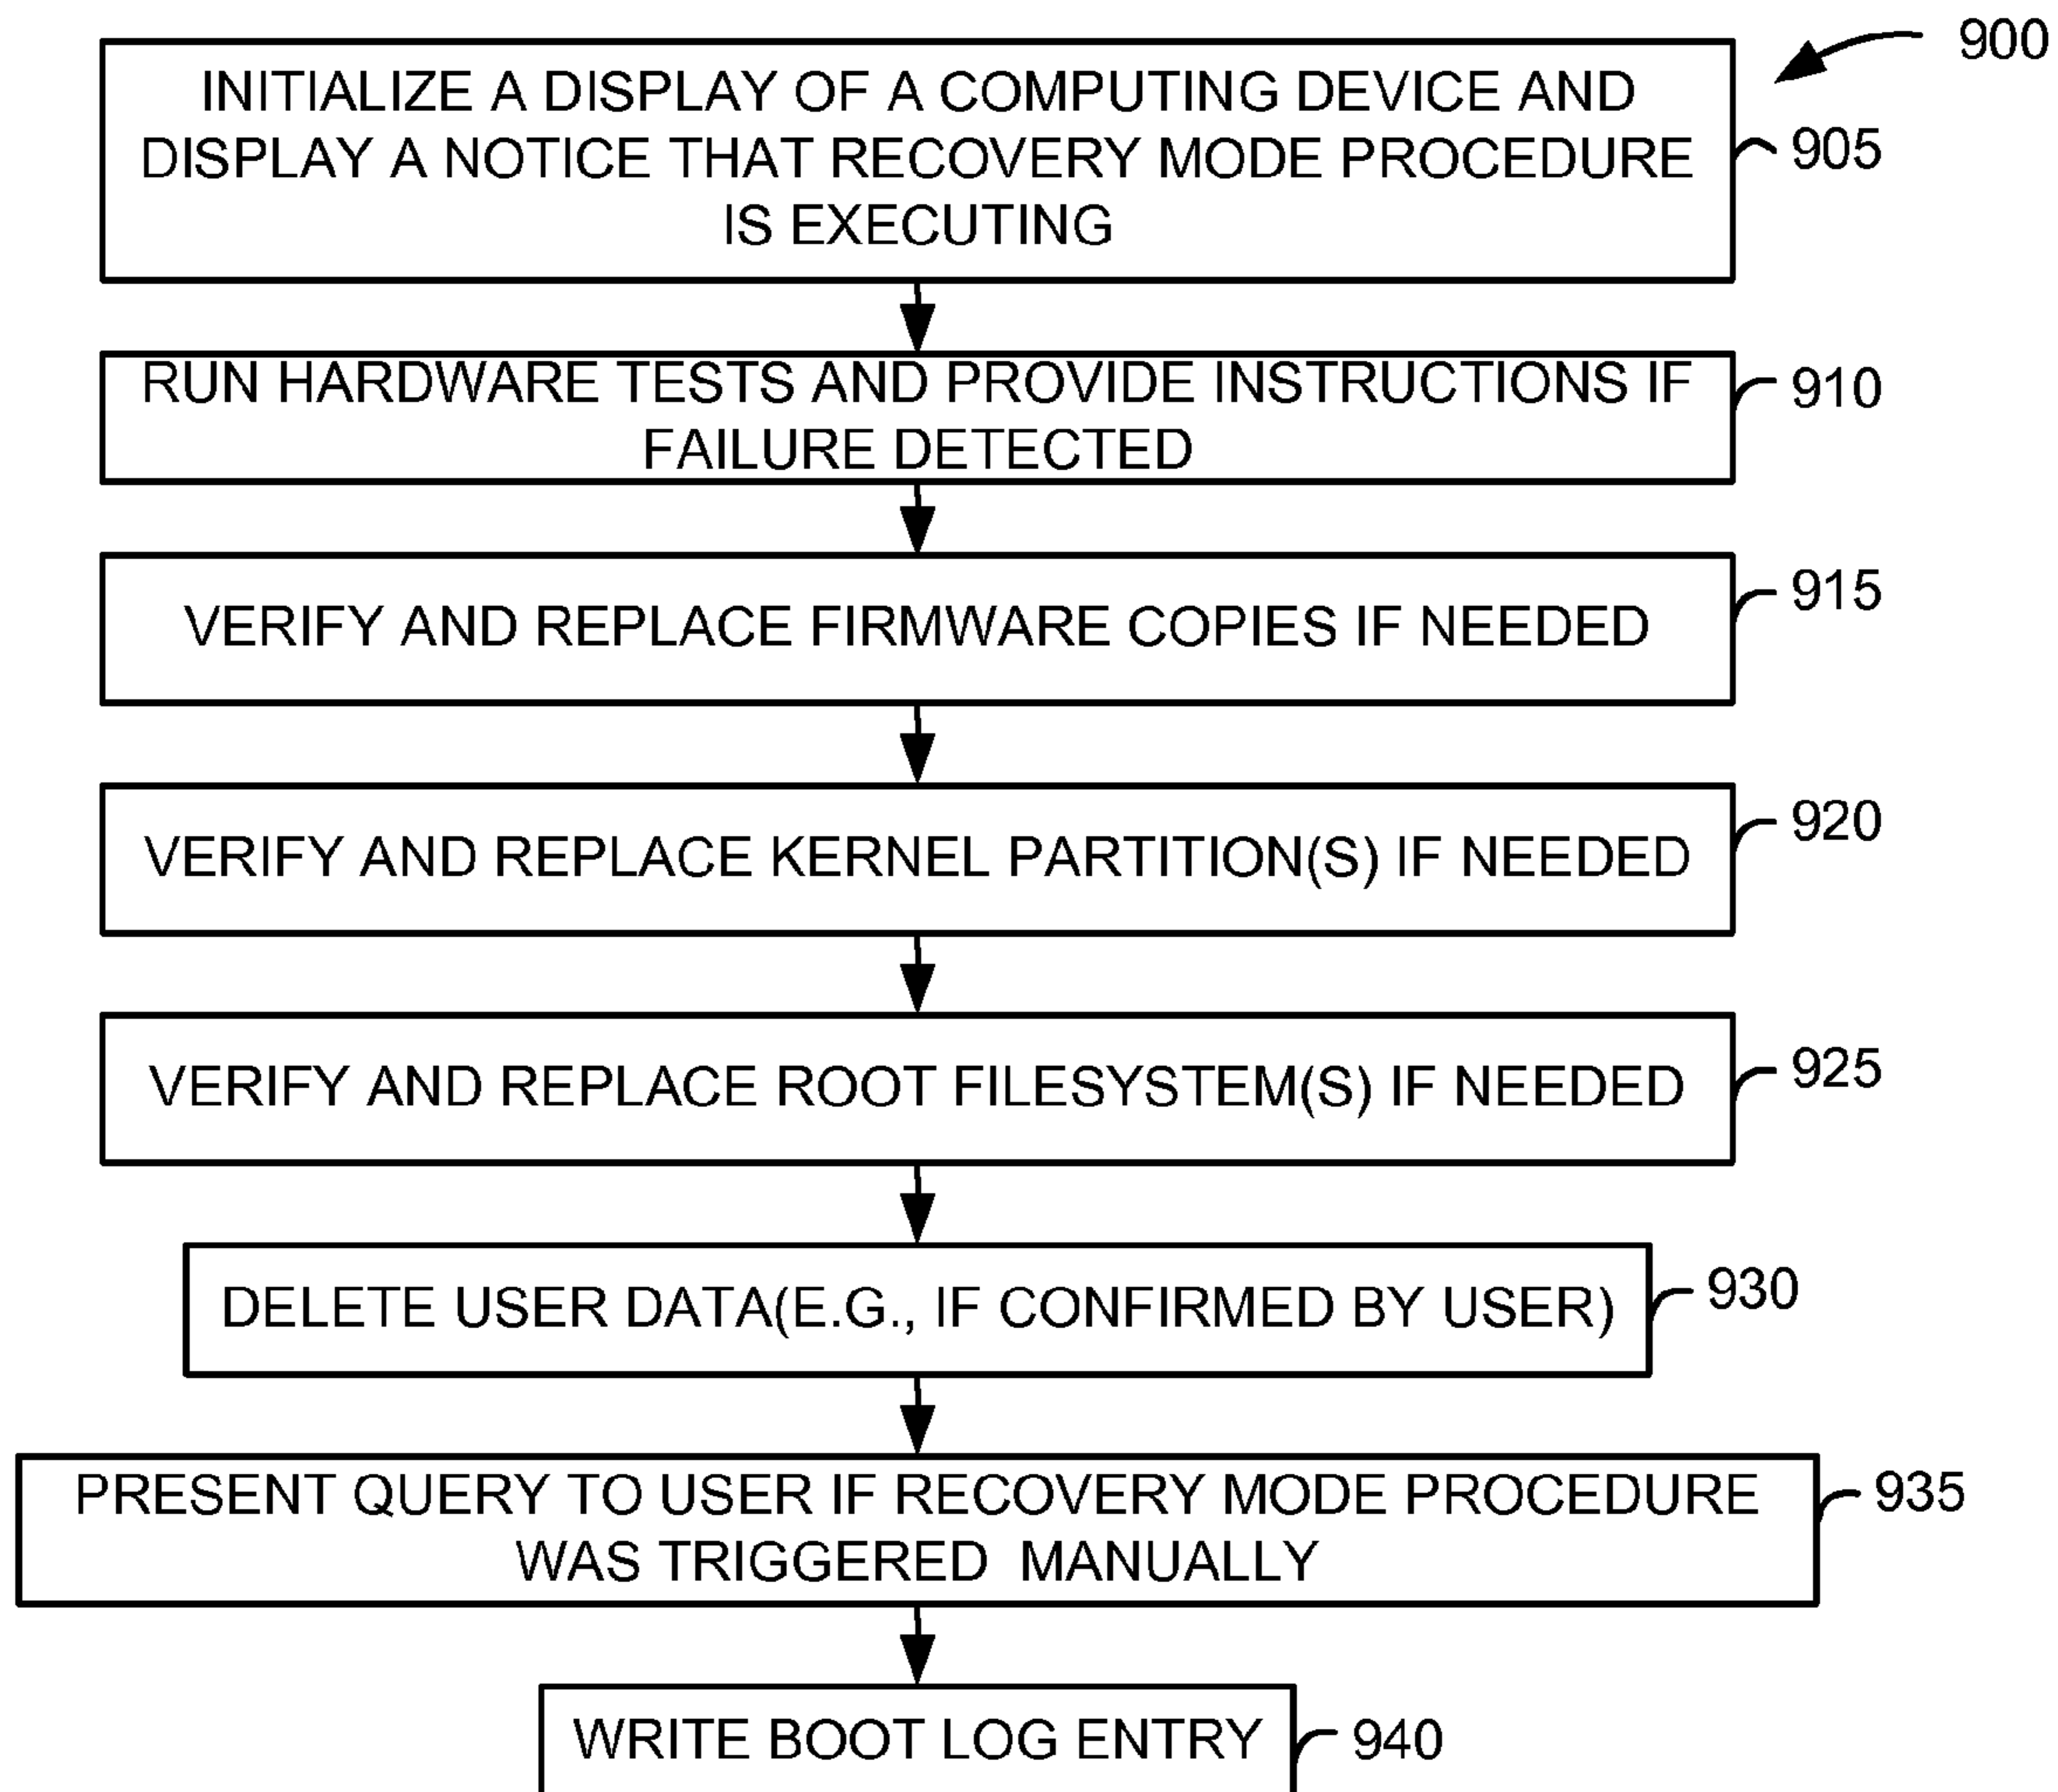 900
INITIALIZE A DISPLAY OF A COMPUTING DEVICE AND
DISPLAY A NOTICE THAT RECOVERY MODE PROCEDURE
IS EXECUTING
905
RUN HARDWARE TESTS AND PROVIDE INSTRUCTIONS IF
FAILURE DETECTED
910
VERIFY AND REPLACE FIRMWARE COPIES IF NEEDED
915
VERIFY AND REPLACE KERNEL PARTITION(S) IF NEEDED
920
VERIFY AND REPLACE ROOT FILESYSTEM(S) IF NEEDED
925
DELETE USER DATA(E.G., IF CONFIRMED BY USER)
930
PRESENT QUERY TO USER IF RECOVERY MODE PROCEDURE
WAS TRIGGERED  MANUALLY
935
WRITE BOOT LOG ENTRY
940